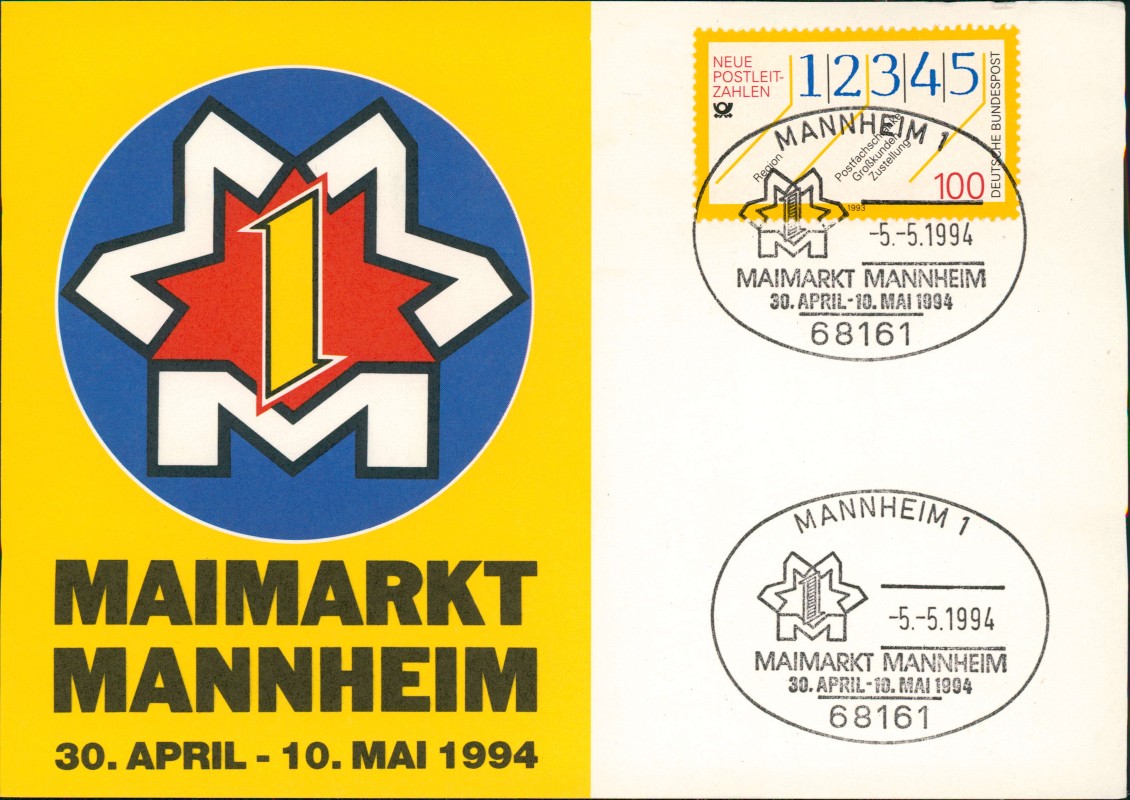 MAIMARKT
MANNHEIM
30. APRIL - 10. MAI 1994
NEUE
POSTLEIT-
ZAHLEN
1|2|3|4|5
Region
Postfachschränke
Großkunden
Zustellung
100
DEUTSCHE BUNDESPOST
1993
MANNHEIM 1
-5.-5.1994
MAIMARKT MANNHEIM
30. APRIL-10. MAI 1994
68161
MANNHEIM 1
-5.-5.1994
MAIMARKT MANNHEIM
30. APRIL-10. MAI 1994
68161